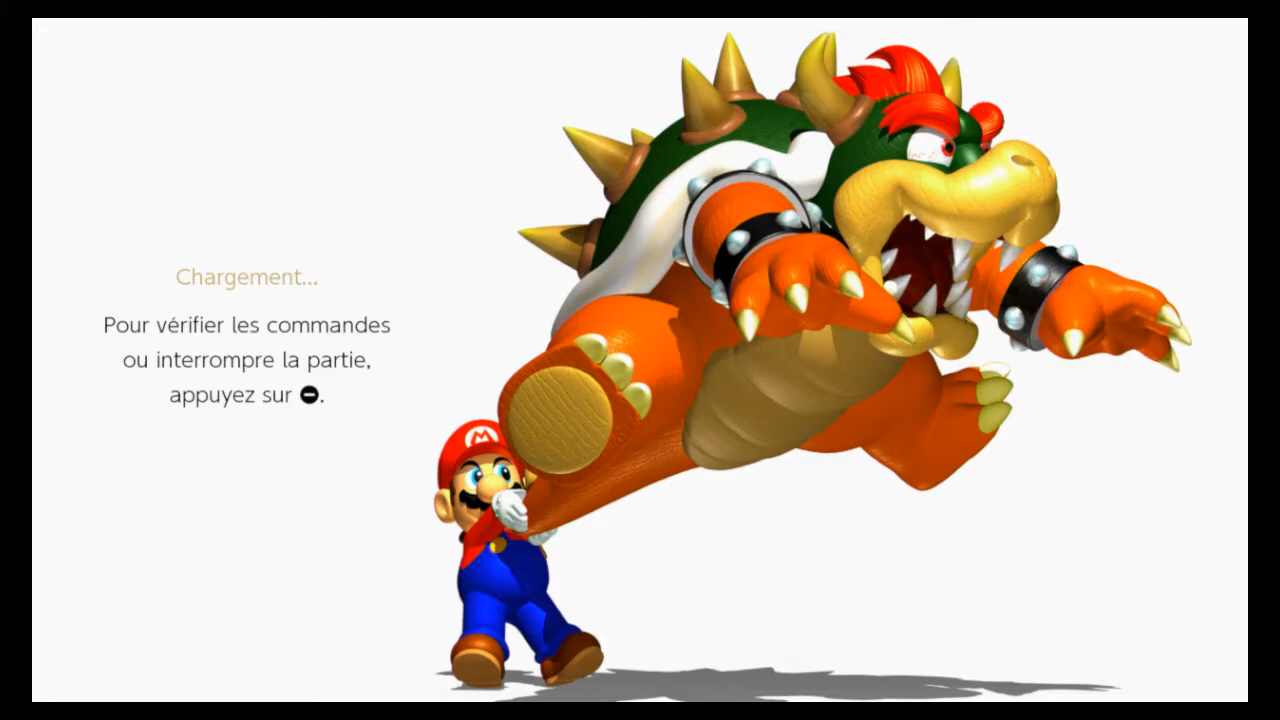 Chargement...
Pour vérifier les commandes
ou interrompre la partie,
appuyez sur ⊖.
M